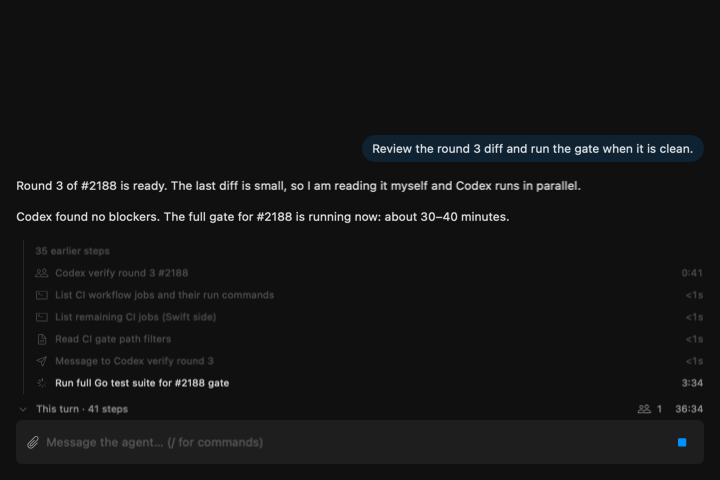 Review the round 3 diff and run the gate when it is clean.
Round 3 of #2188 is ready. The last diff is small, so I am reading it myself and Codex runs in parallel.
Codex found no blockers. The full gate for #2188 is running now: about 30–40 minutes.
35 earlier steps
Codex verify round 3 #2188 0:41
List CI workflow jobs and their run commands <1s
List remaining CI jobs (Swift side) <1s
Read CI gate path filters <1s
Message to Codex verify round 3 <1s
Run full Go test suite for #2188 gate 3:34
This turn · 41 steps 1 36:34
Message the agent... (/ for commands)